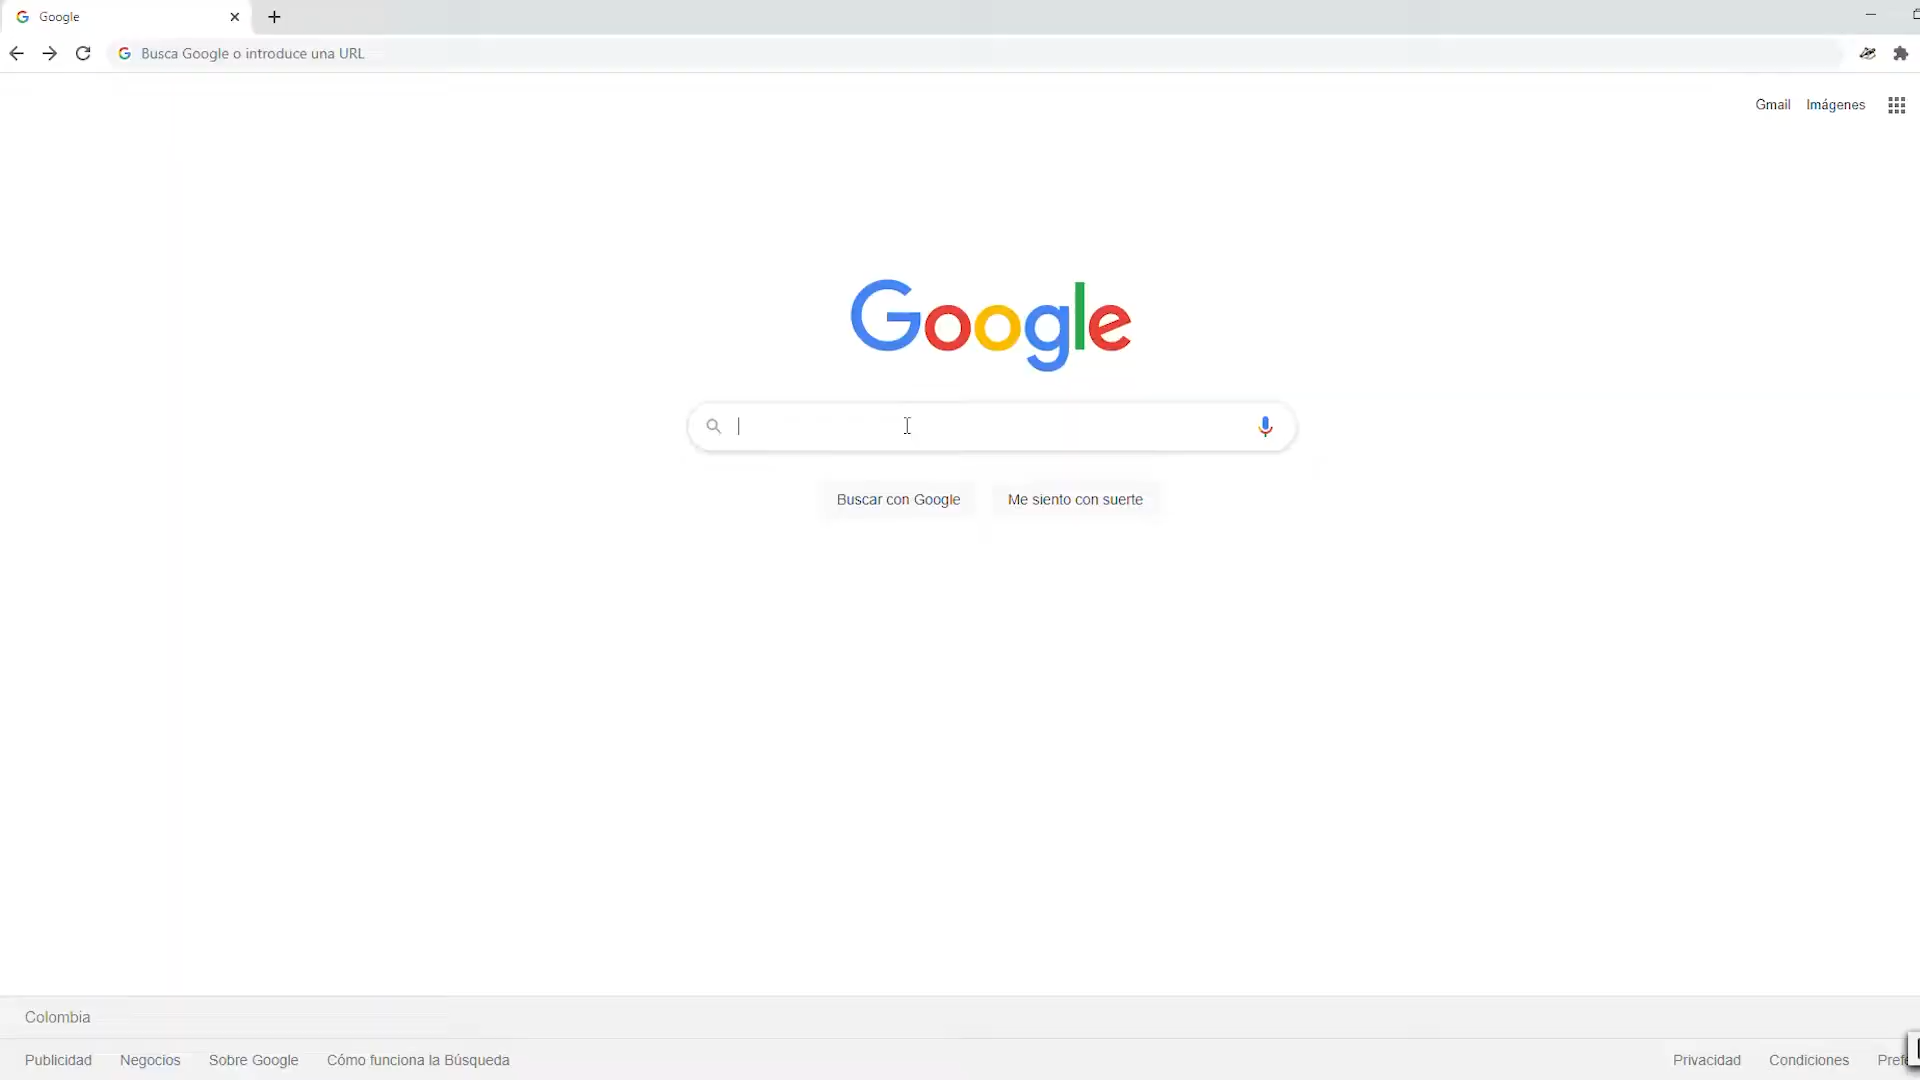 Google
Busca Google o introduce una URL
Gmail Imágenes
Google
Buscar con Google Me siento con suerte
Colombia
Publicidad Negocios Sobre Google Cómo funciona la Búsqueda Privacidad Condiciones